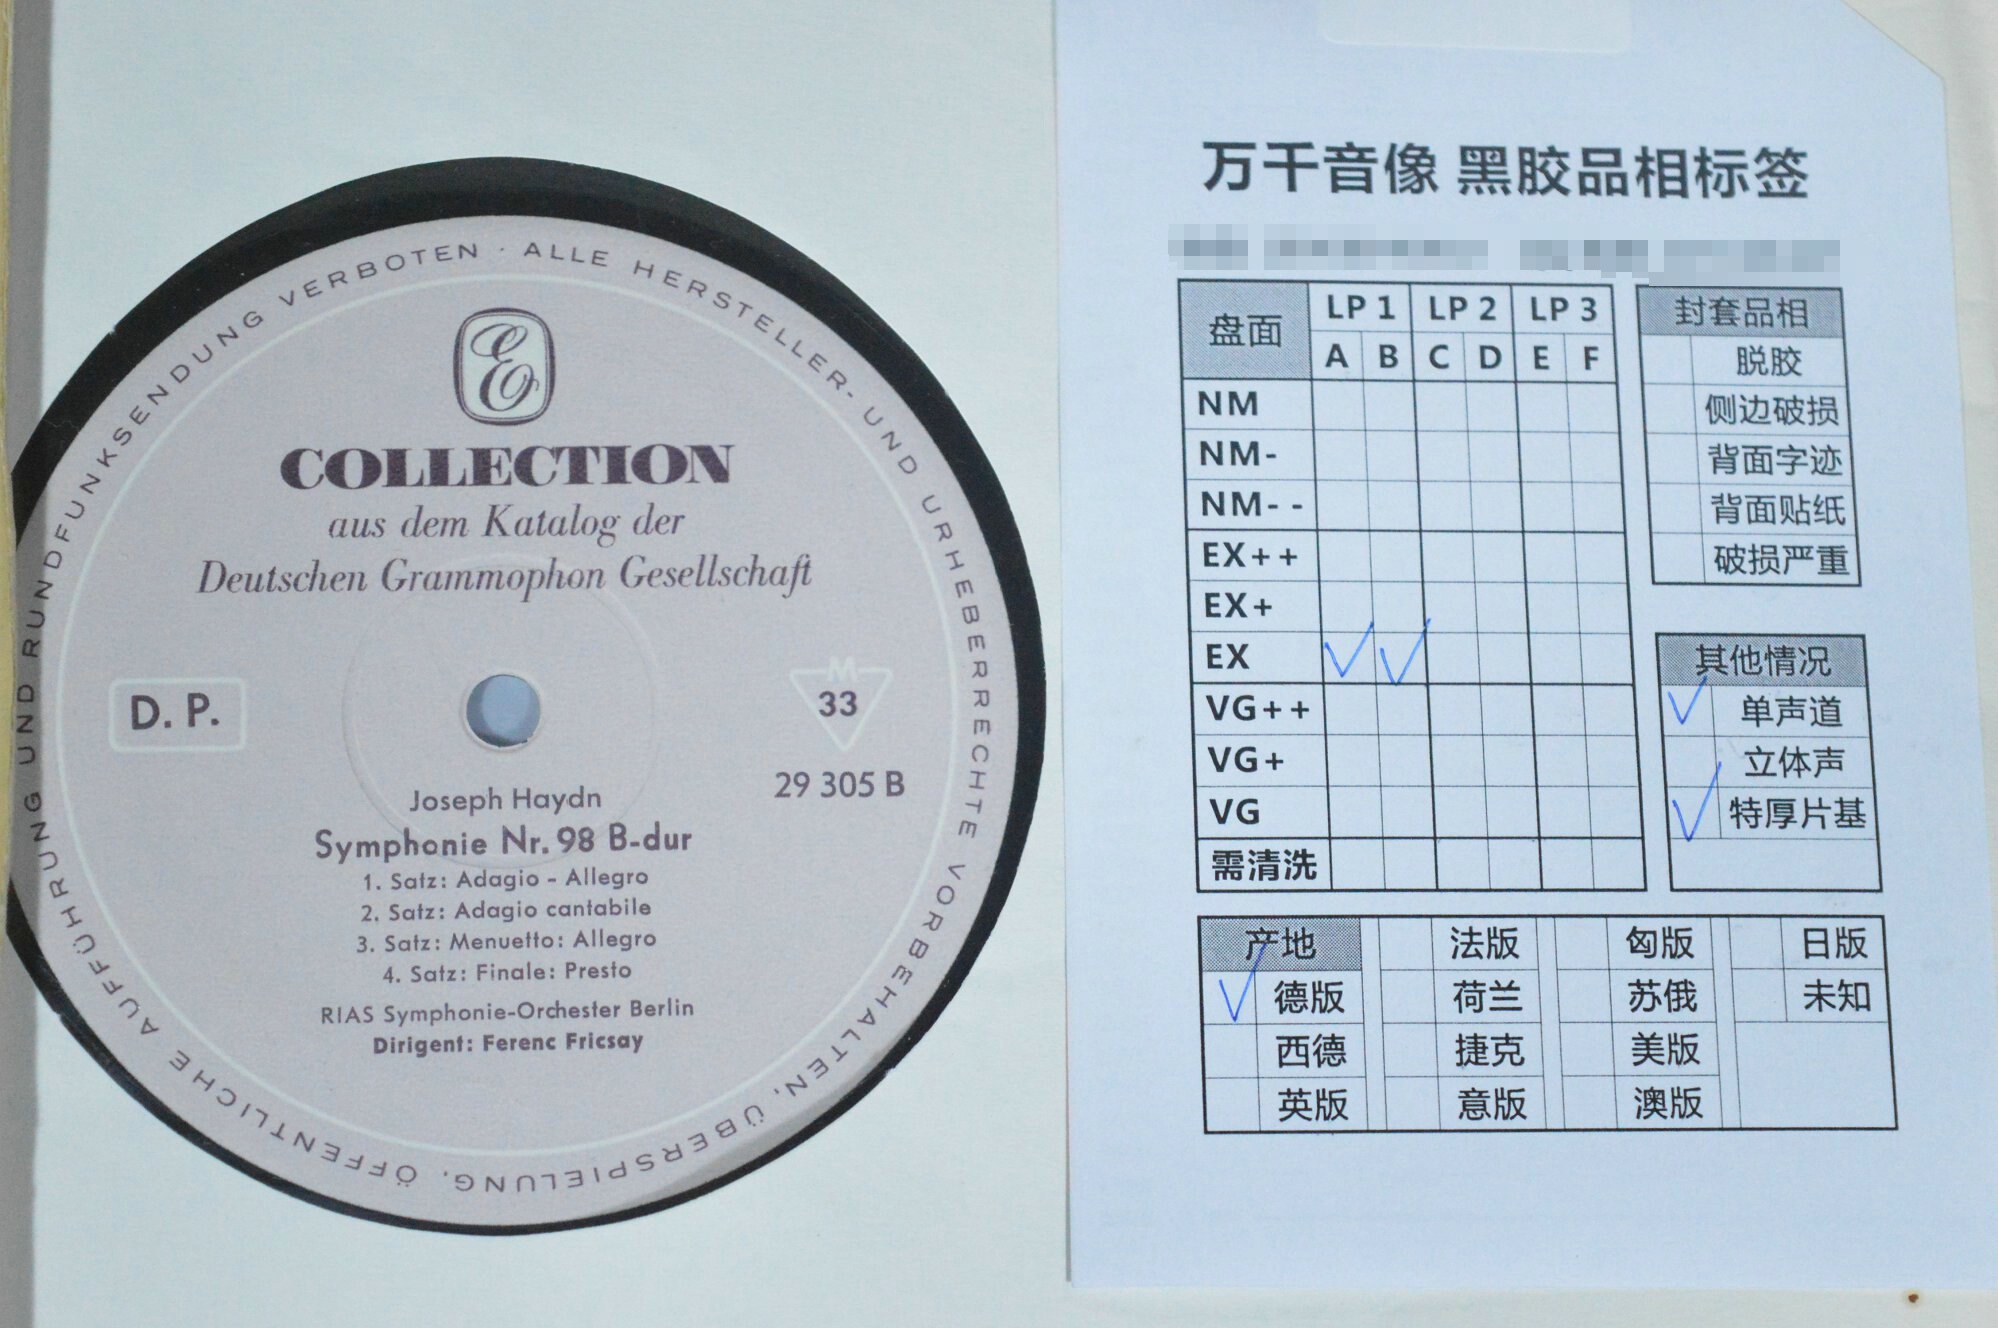 ÖFFENTLICHE AUFFÜHRUNG UND RUNDFUNKSENDUNG VERBOTEN · ALLE HERSTELLER- UND URHEBERRECHTE VORBEHALTEN, ÜBERSPIELUNG,
E
COLLECTION
aus dem Katalog der
Deutschen Grammophon Gesellschaft
D. P.
M
33
29 305 B
Joseph Haydn
Symphonie Nr. 98 B-dur
1. Satz: Adagio - Allegro
2. Satz: Adagio cantabile
3. Satz: Menuetto: Allegro
4. Satz: Finale: Presto
RIAS Symphonie-Orchester Berlin
Dirigent: Ferenc Fricsay
万千音像 黑胶品相标签
盘面 LP 1 LP 2 LP 3
A B C D E F
NM
NM-
NM--
EX++
EX+
EX
VG++
VG+
VG
需清洗
封套品相
脱胶
侧边破损
背面字迹
背面贴纸
破损严重
其他情况
单声道
立体声
特厚片基
产地 法版 匈版 日版
德版 荷兰 苏俄 未知
西德 捷克 美版
英版 意版 澳版